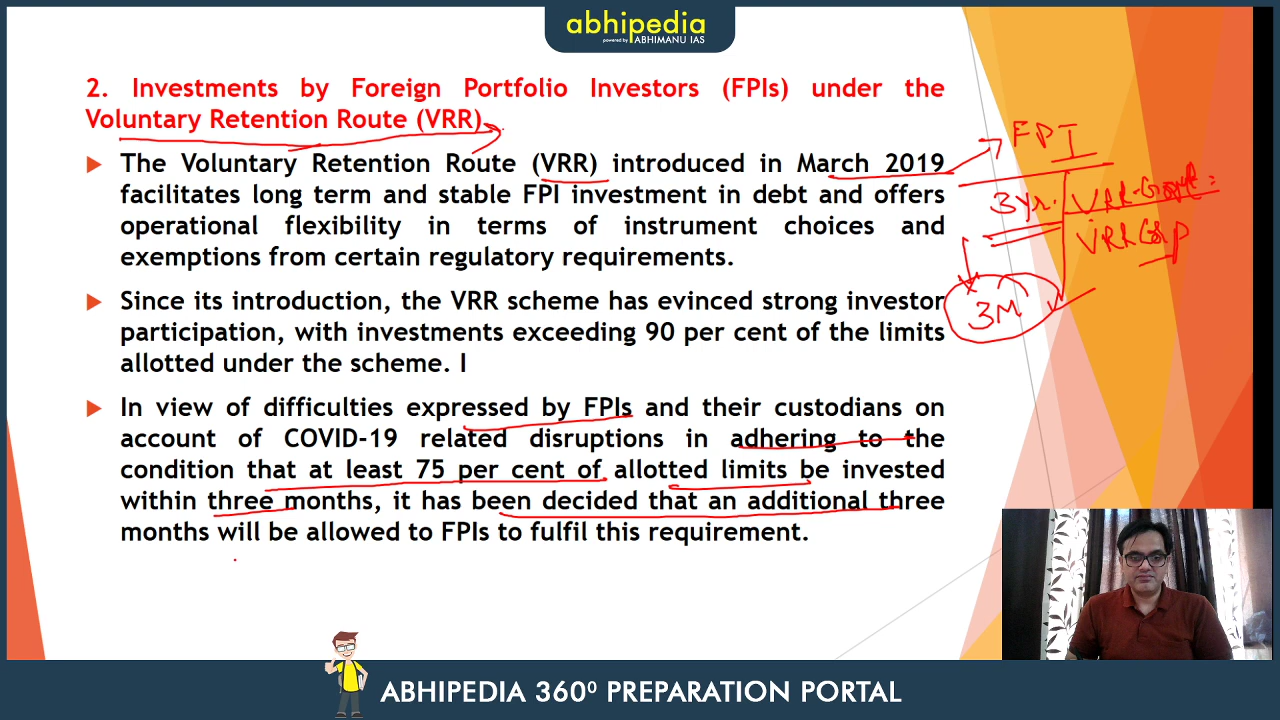 abhipedia
powered by ABHIMANU IAS
2. Investments by Foreign Portfolio Investors (FPIs) under the
Voluntary Retention Route (VRR)
The Voluntary Retention Route (VRR) introduced in March 2019
facilitates long term and stable FPI investment in debt and offers
operational flexibility in terms of instrument choices and
exemptions from certain regulatory requirements.
Since its introduction, the VRR scheme has evinced strong investor
participation, with investments exceeding 90 per cent of the limits
allotted under the scheme. I
In view of difficulties expressed by FPIs and their custodians on
account of COVID-19 related disruptions in adhering to the
condition that at least 75 per cent of allotted limits be invested
within three months, it has been decided that an additional three
months will be allowed to FPIs to fulfil this requirement.
FPI
3 yr. VRR-Govt
VRR Corp
3M
ABHIPEDIA 360⁰ PREPARATION PORTAL